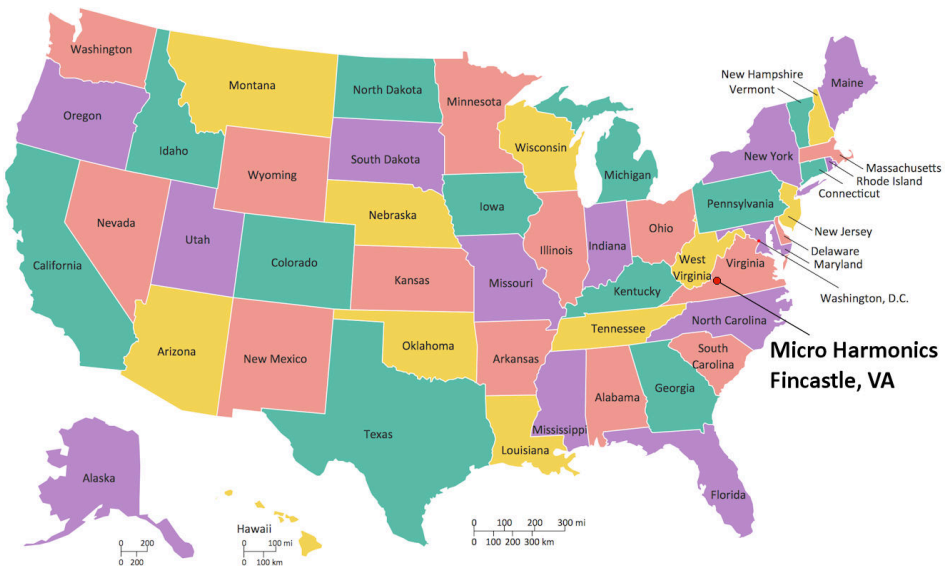 Washington
Montana
North Dakota
Minnesota
New Hampshire
Vermont
Maine
Oregon
Idaho
South Dakota
Wisconsin
Michigan
New York
Massachusetts
Rhode Island
Connecticut
Wyoming
Nebraska
Iowa
Pennsylvania
New Jersey
Nevada
Utah
Colorado
Kansas
Missouri
Illinois
Indiana
Ohio
West
Virginia
Virginia
Delaware
Maryland
Washington, D.C.
California
Kentucky
Arizona
New Mexico
Oklahoma
Arkansas
Tennessee
North Carolina
South
Carolina
Micro Harmonics
Fincastle, VA
Texas
Louisiana
Mississippi
Alabama
Georgia
Florida
Alaska
0 200
0 200
Hawaii
0 100 mi
0 100 km
0 100 200 300 mi
0 100 200 300 km